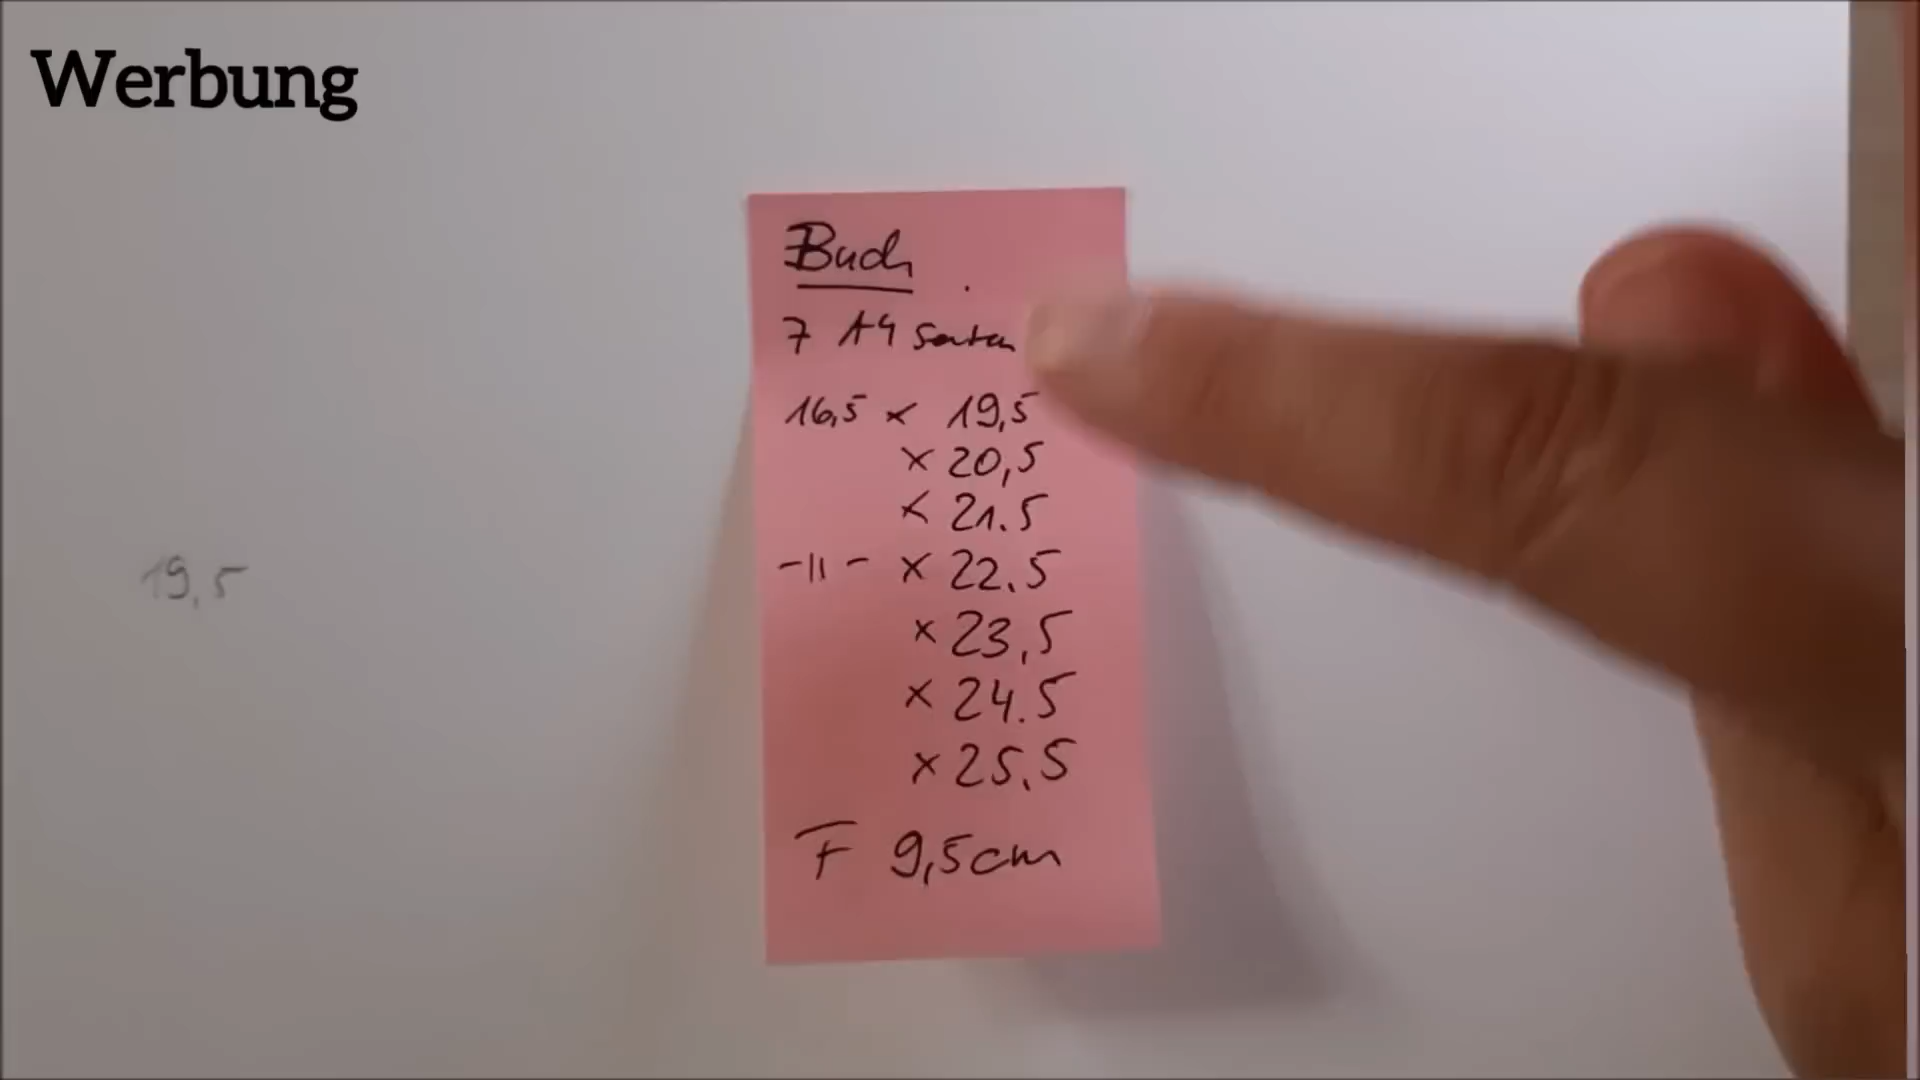 Werbung
Buch
7 A4 Seiten
16,5 x 19,5
x 20,5
x 21.5
-11- x 22.5
x 23,5
x 24.5
x 25.5
F 9,5cm
19,5